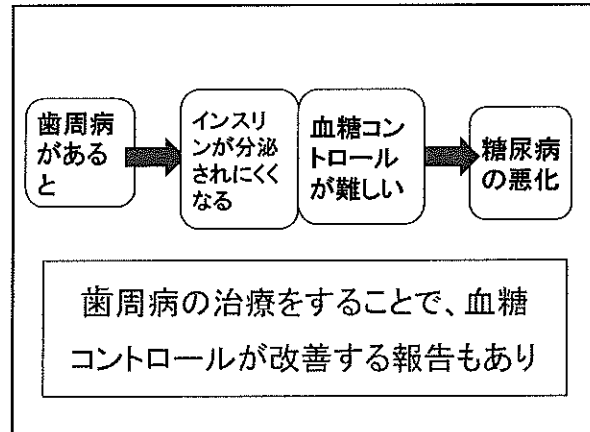 歯周病
がある
と
インスリ
ンが分泌
されにくく
なる
血糖コン
トロール
が難しい
糖尿病
の悪化
歯周病の治療をすることで、血糖
コントロールが改善する報告もあり